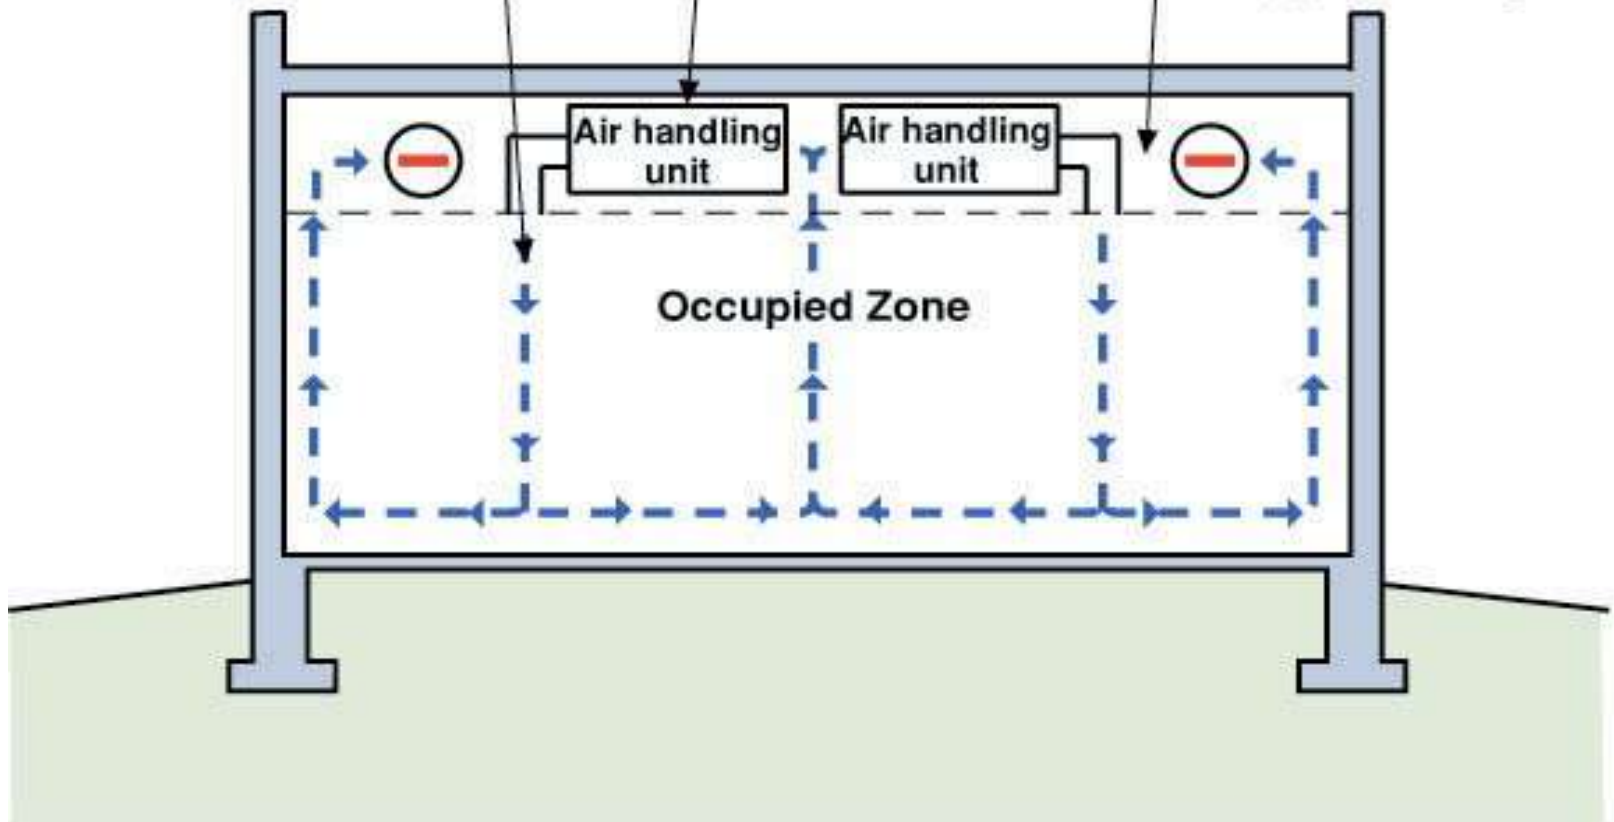 Air handling
unit
Air handling
unit
Occupied Zone